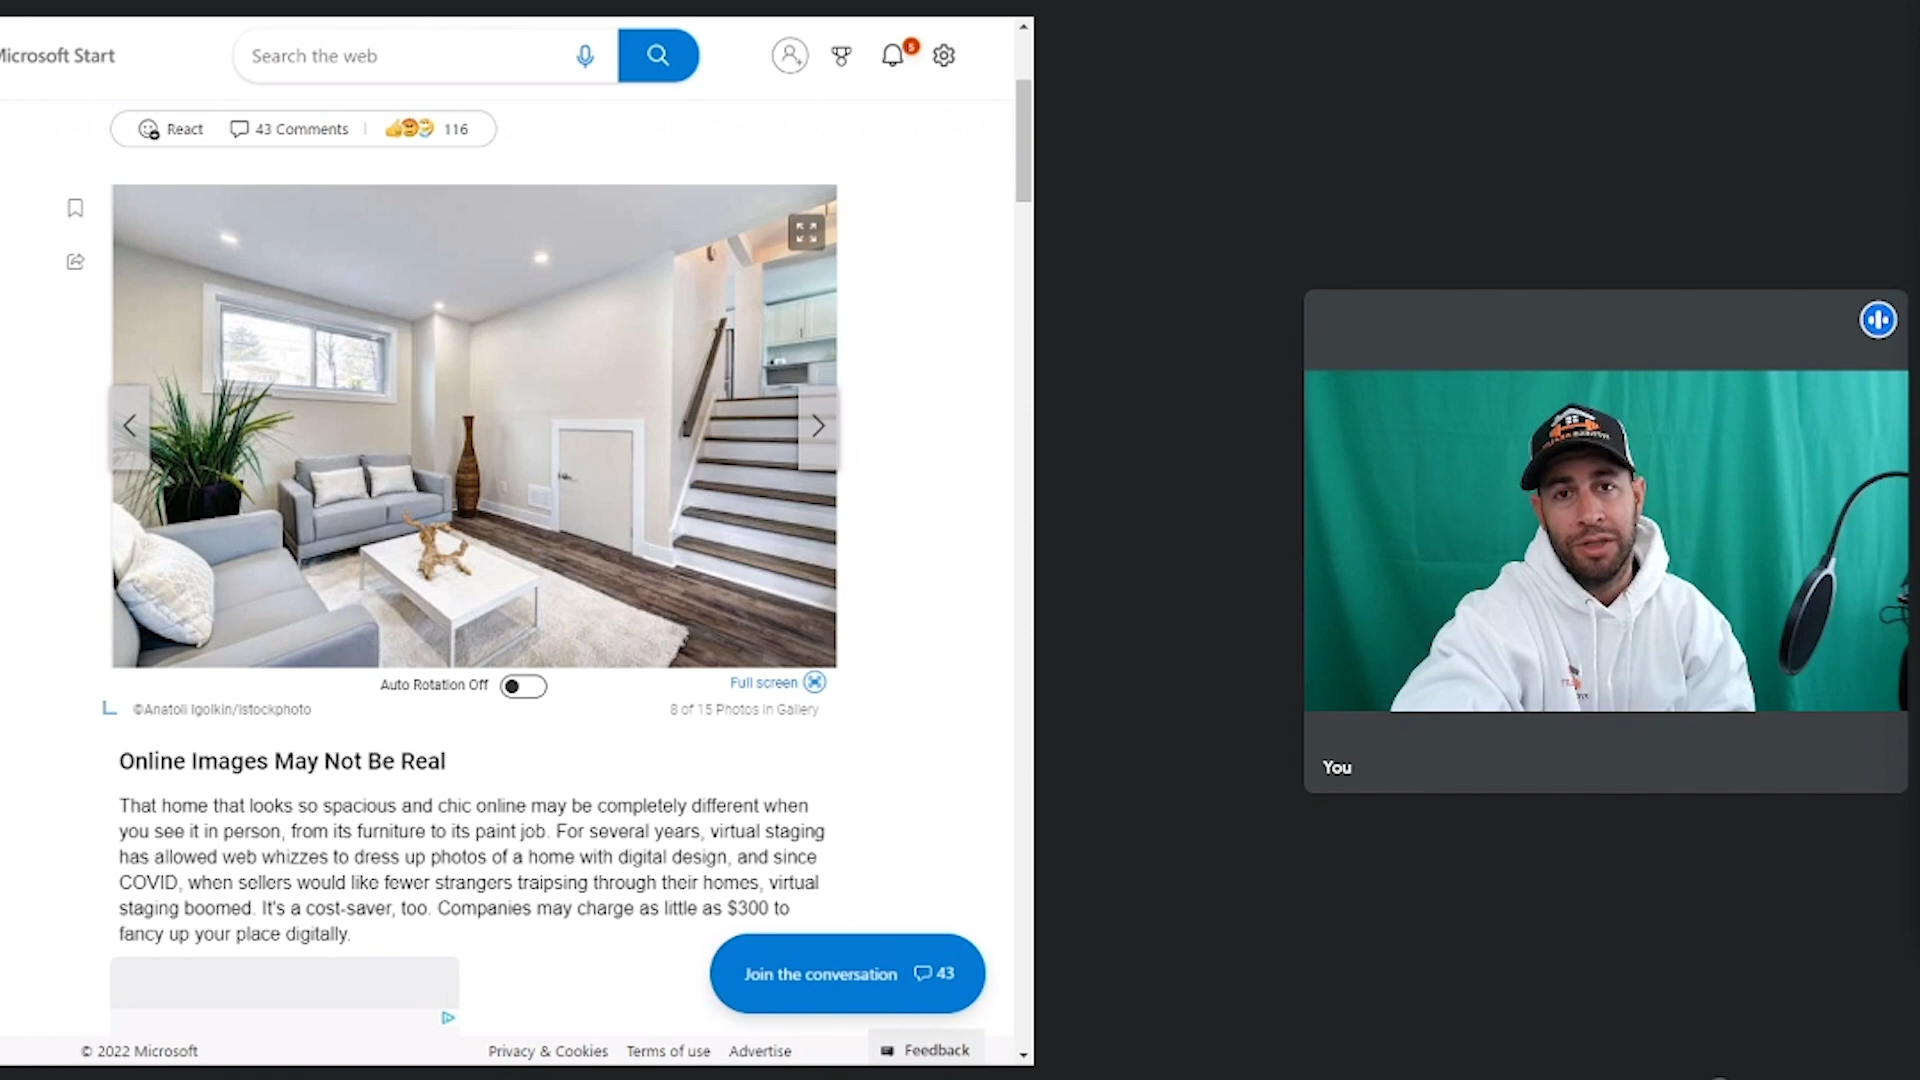 Microsoft Start
Search the web
5
React
43 Comments
116
Auto Rotation Off
Full screen
©Anatoli Igolkin/istockphoto
8 of 15 Photos in Gallery
Online Images May Not Be Real
That home that looks so spacious and chic online may be completely different when
you see it in person, from its furniture to its paint job. For several years, virtual staging
has allowed web whizzes to dress up photos of a home with digital design, and since
COVID, when sellers would like fewer strangers traipsing through their homes, virtual
staging boomed. It's a cost-saver, too. Companies may charge as little as $300 to
fancy up your place digitally.
Join the conversation
43
© 2022 Microsoft
Privacy & Cookies
Terms of use
Advertise
Feedback
You